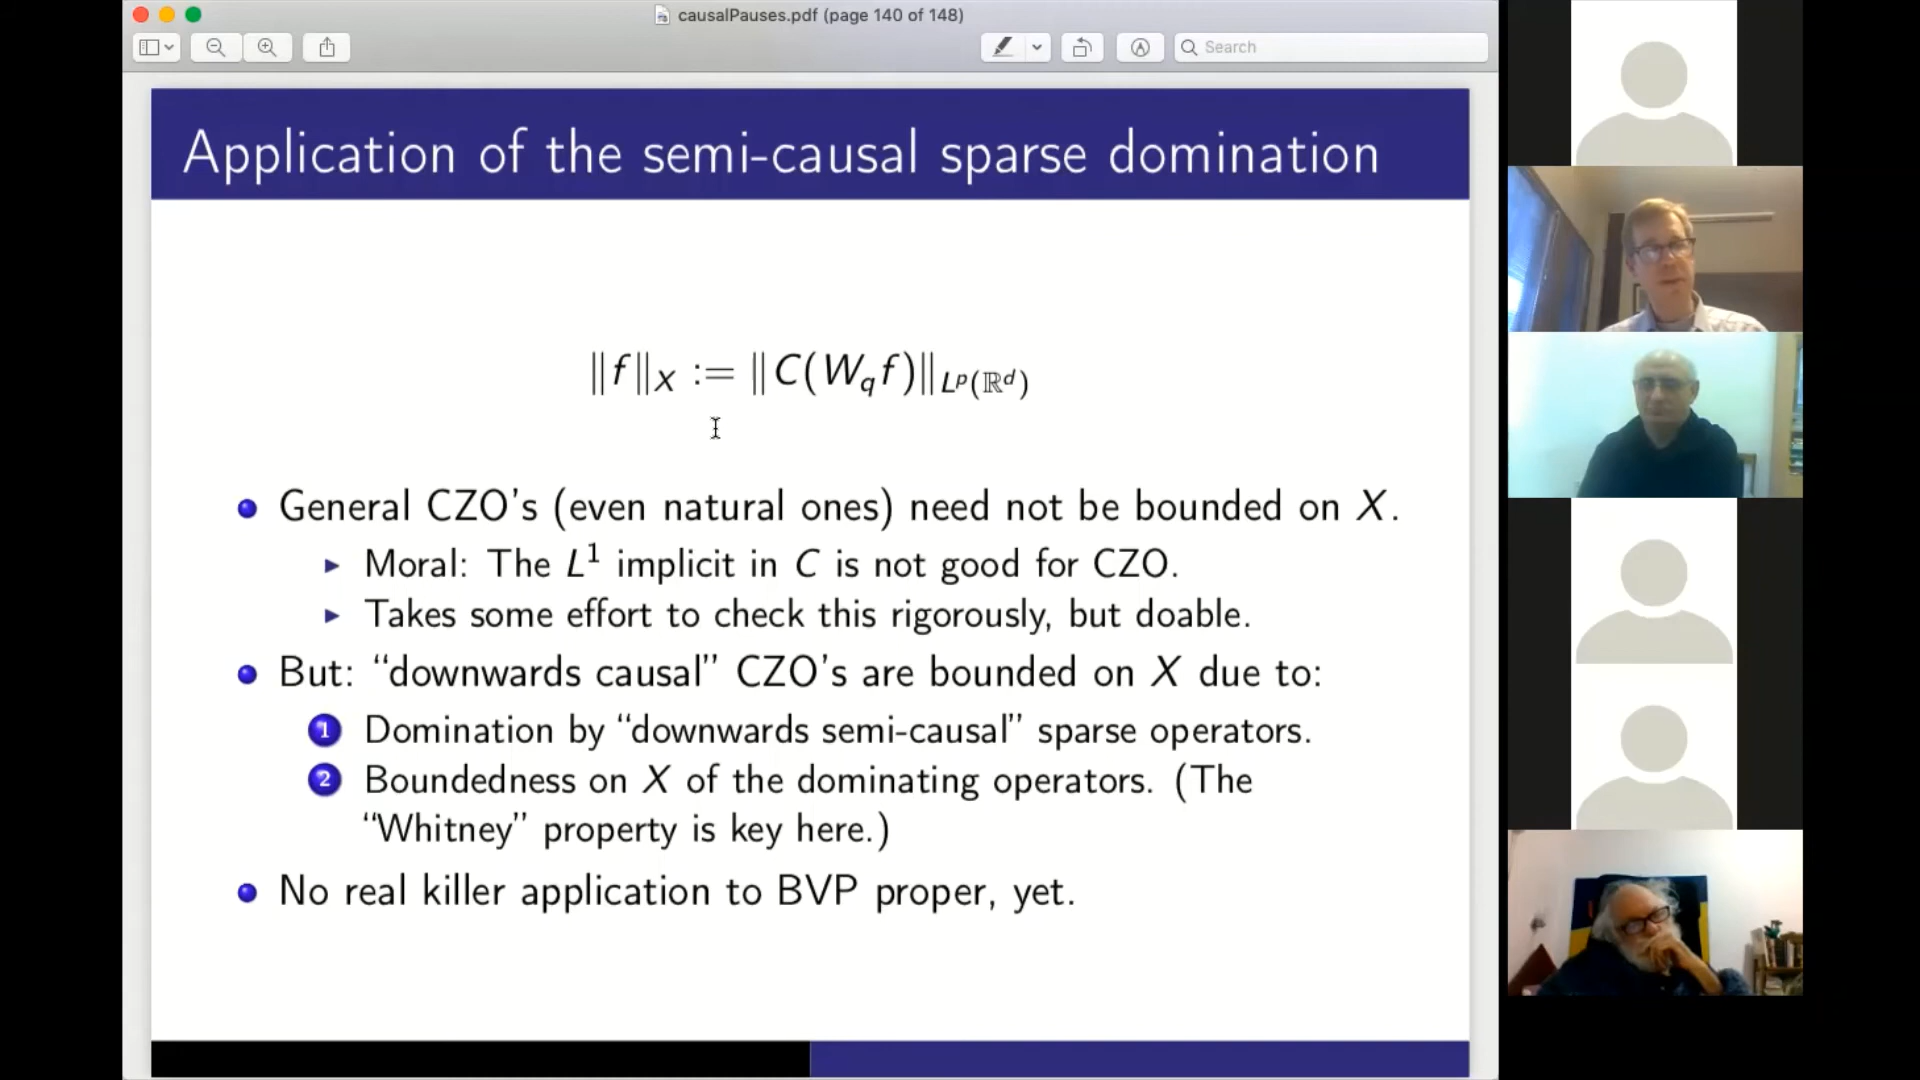 causalPauses.pdf (page 140 of 148)
Search
Application of the semi-causal sparse domination
‖f‖_X := ‖C(W_q f)‖_{L^p(ℝ^d)}
General CZO's (even natural ones) need not be bounded on X.
Moral: The L¹ implicit in C is not good for CZO.
Takes some effort to check this rigorously, but doable.
But: “downwards causal” CZO's are bounded on X due to:
1 Domination by “downwards semi-causal” sparse operators.
2 Boundedness on X of the dominating operators. (The
“Whitney” property is key here.)
No real killer application to BVP proper, yet.